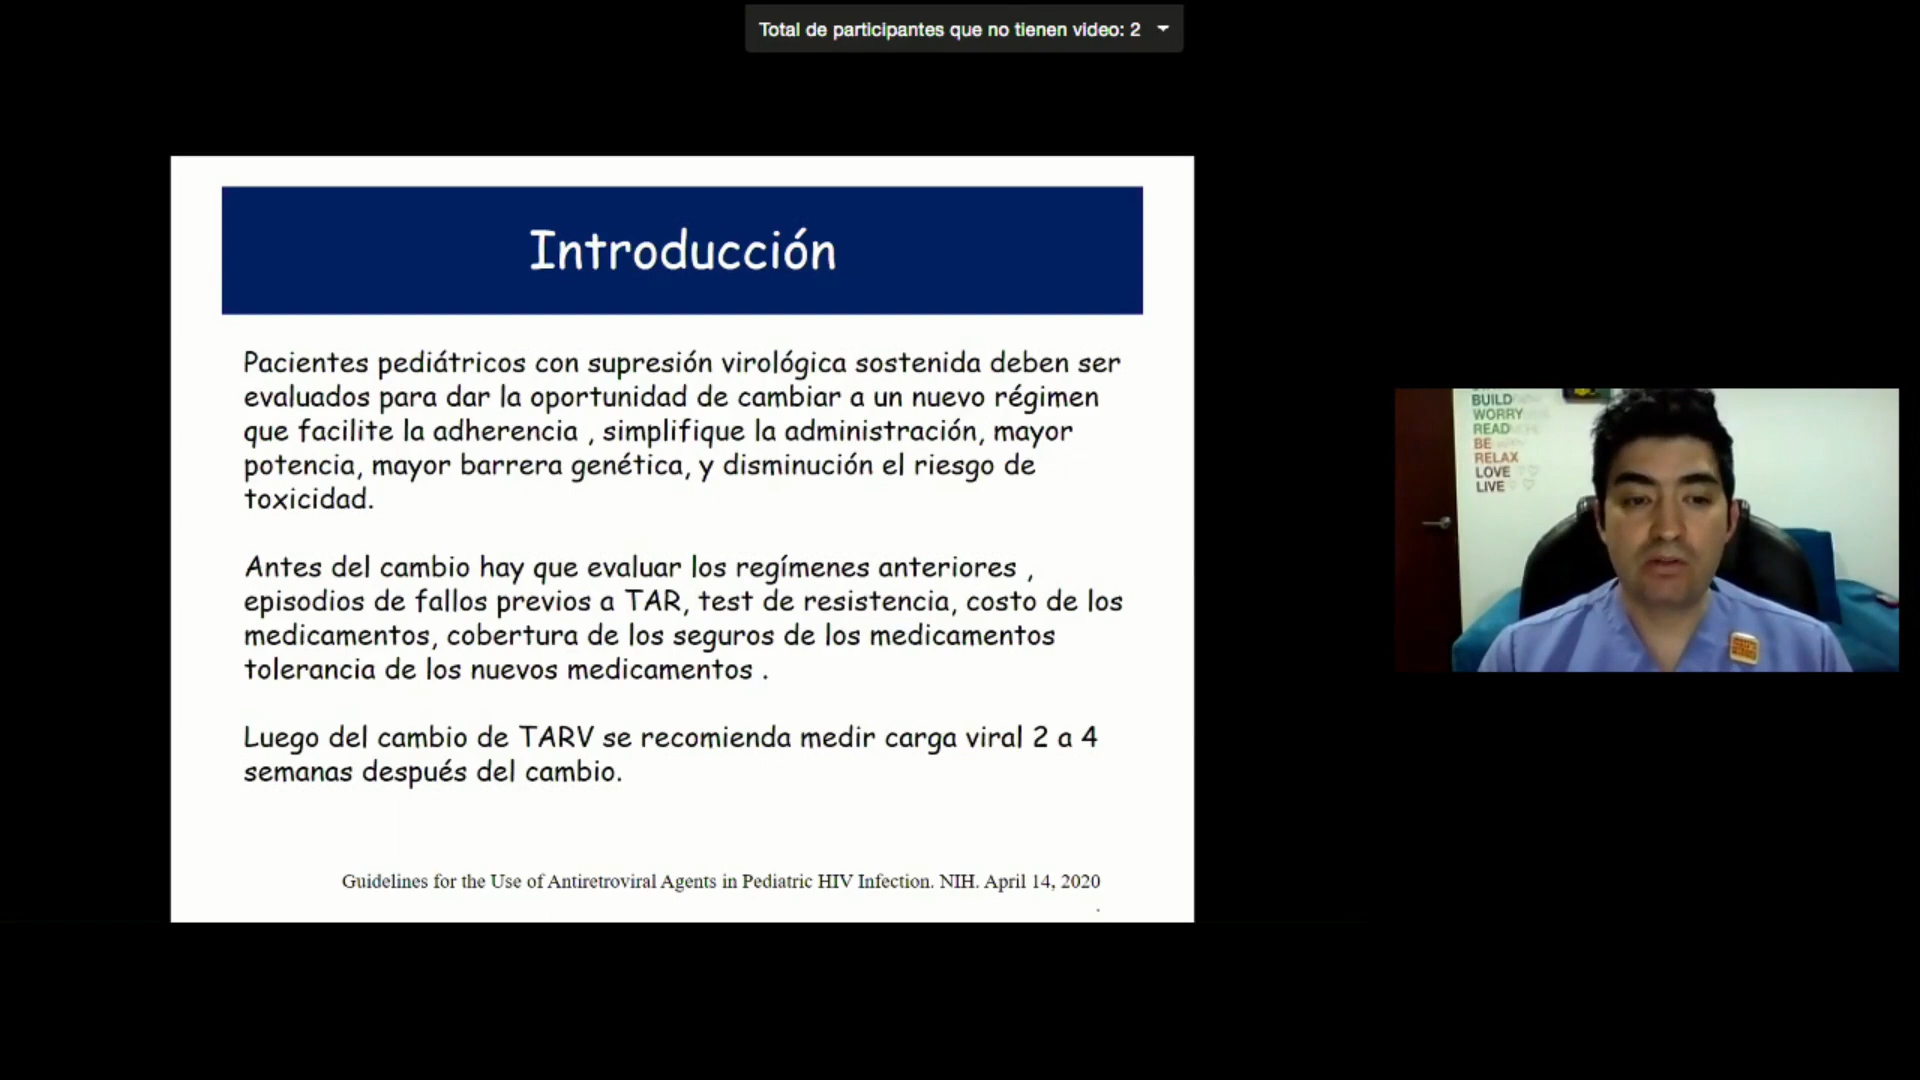 Total de participantes que no tienen video: 2
Introducción
Pacientes pediátricos con supresión virológica sostenida deben ser
evaluados para dar la oportunidad de cambiar a un nuevo régimen
que facilite la adherencia , simplifique la administración, mayor
potencia, mayor barrera genética, y disminución el riesgo de
toxicidad.
Antes del cambio hay que evaluar los regímenes anteriores ,
episodios de fallos previos a TAR, test de resistencia, costo de los
medicamentos, cobertura de los seguros de los medicamentos
tolerancia de los nuevos medicamentos .
Luego del cambio de TARV se recomienda medir carga viral 2 a 4
semanas después del cambio.
Guidelines for the Use of Antiretroviral Agents in Pediatric HIV Infection. NIH. April 14, 2020
.
BUILD
WORRY
READ
BE
RELAX
LOVE
LIVE